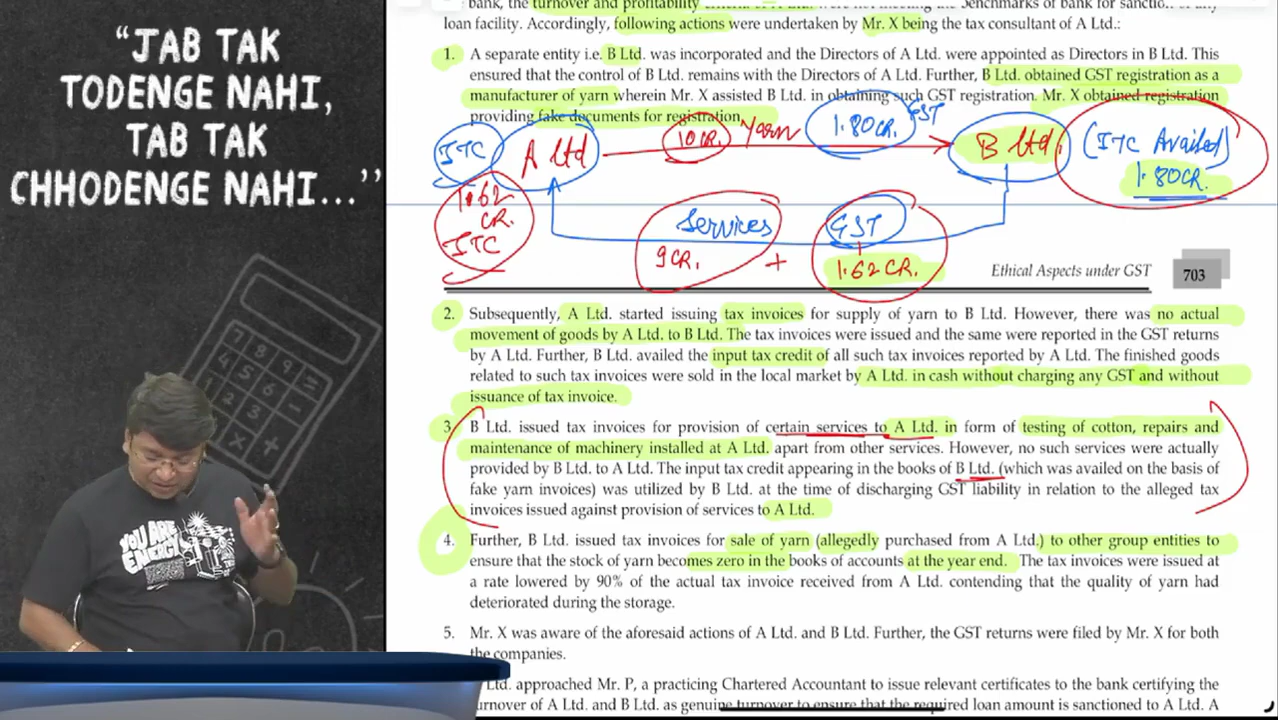 “JAB TAK
TODENGE NAHI,
TAB TAK
CHHODENGE NAHI...’’
YOU ARE
ENERGY
bank, the turnover and profitability criteria of A Ltd. were not meeting the benchmarks of bank for sanction of any
loan facility. Accordingly, following actions were undertaken by Mr. X being the tax consultant of A Ltd.:
1. A separate entity i.e. B Ltd. was incorporated and the Directors of A Ltd. were appointed as Directors in B Ltd. This
ensured that the control of B Ltd. remains with the Directors of A Ltd. Further, B Ltd. obtained GST registration as a
manufacturer of yarn wherein Mr. X assisted B Ltd. in obtaining such GST registration. Mr. X obtained registration
providing fake documents for registration.
ITC A Ltd 10CR. Yarn 1.80CR. GST B Ltd. (ITC Availed)
1.80CR.
1.62
CR.
ITC
Services GST
9CR. + 1.62CR.
Ethical Aspects under GST 703
2. Subsequently, A Ltd. started issuing tax invoices for supply of yarn to B Ltd. However, there was no actual
movement of goods by A Ltd. to B Ltd. The tax invoices were issued and the same were reported in the GST returns
by A Ltd. Further, B Ltd. availed the input tax credit of all such tax invoices reported by A Ltd. The finished goods
related to such tax invoices were sold in the local market by A Ltd. in cash without charging any GST and without
issuance of tax invoice.
3. B Ltd. issued tax invoices for provision of certain services to A Ltd. in form of testing of cotton, repairs and
maintenance of machinery installed at A Ltd. apart from other services. However, no such services were actually
provided by B Ltd. to A Ltd. The input tax credit appearing in the books of B Ltd. (which was availed on the basis of
fake yarn invoices) was utilized by B Ltd. at the time of discharging GST liability in relation to the alleged tax
invoices issued against provision of services to A Ltd.
4. Further, B Ltd. issued tax invoices for sale of yarn (allegedly purchased from A Ltd.) to other group entities to
ensure that the stock of yarn becomes zero in the books of accounts at the year end. The tax invoices were issued at
a rate lowered by 90% of the actual tax invoice received from A Ltd. contending that the quality of yarn had
deteriorated during the storage.
5. Mr. X was aware of the aforesaid actions of A Ltd. and B Ltd. Further, the GST returns were filed by Mr. X for both
the companies.
Ltd. approached Mr. P, a practicing Chartered Accountant to issue relevant certificates to the bank certifying the
turnover of A Ltd. and B Ltd. as genuine turnover to ensure that the required loan amount is sanctioned to A Ltd. A